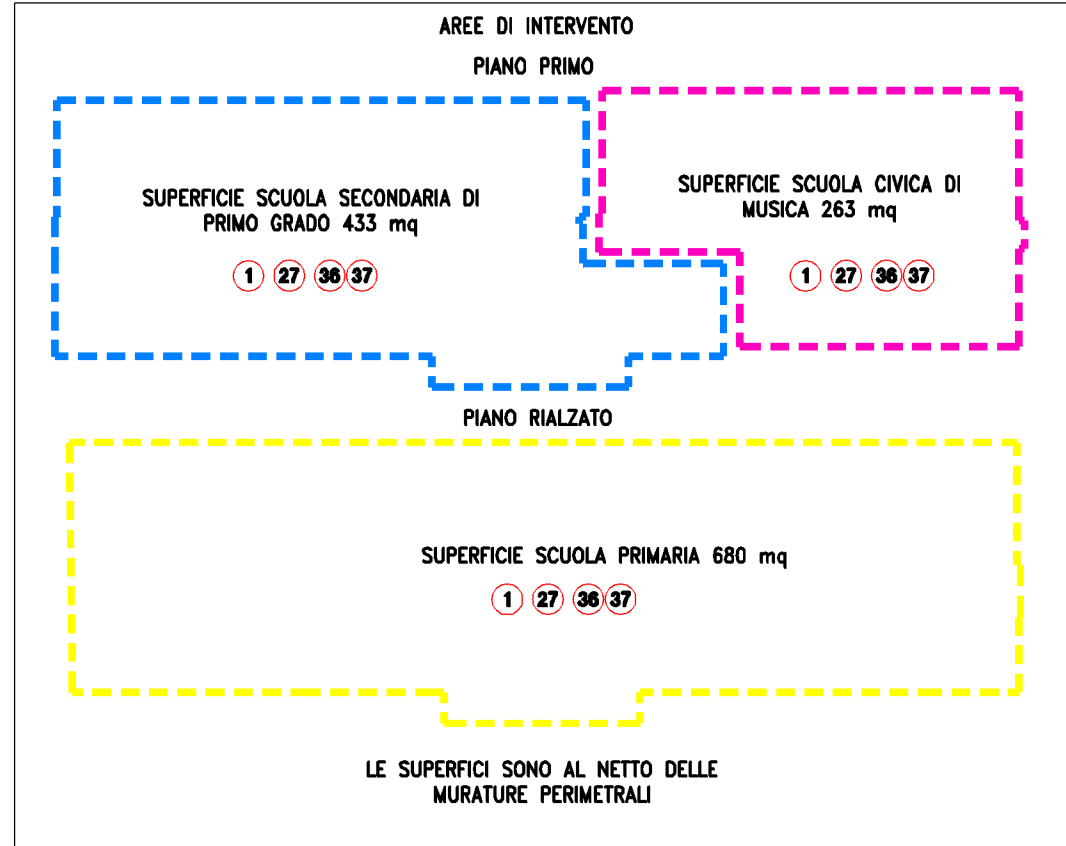 AREE DI INTERVENTO
PIANO PRIMO
SUPERFICIE SCUOLA SECONDARIA DI
PRIMO GRADO 433 mq
1 27 36 37
SUPERFICIE SCUOLA CIVICA DI
MUSICA 263 mq
1 27 36 37
PIANO RIALZATO
SUPERFICIE SCUOLA PRIMARIA 680 mq
1 27 36 37
LE SUPERFICI SONO AL NETTO DELLE
MURATURE PERIMETRALI